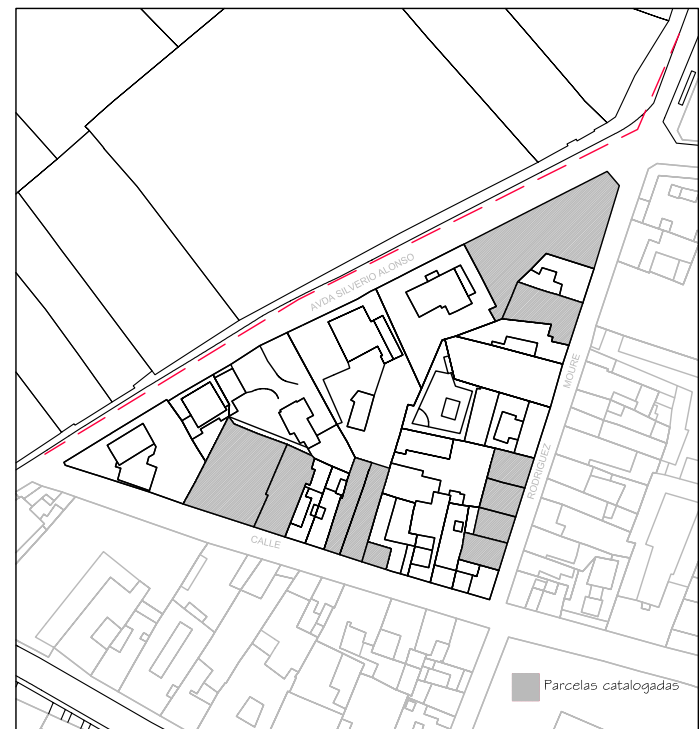 AVDA SILVERIO ALONSO
MOURE
RODRIGUEZ
CALLE
Parcelas catalogadas